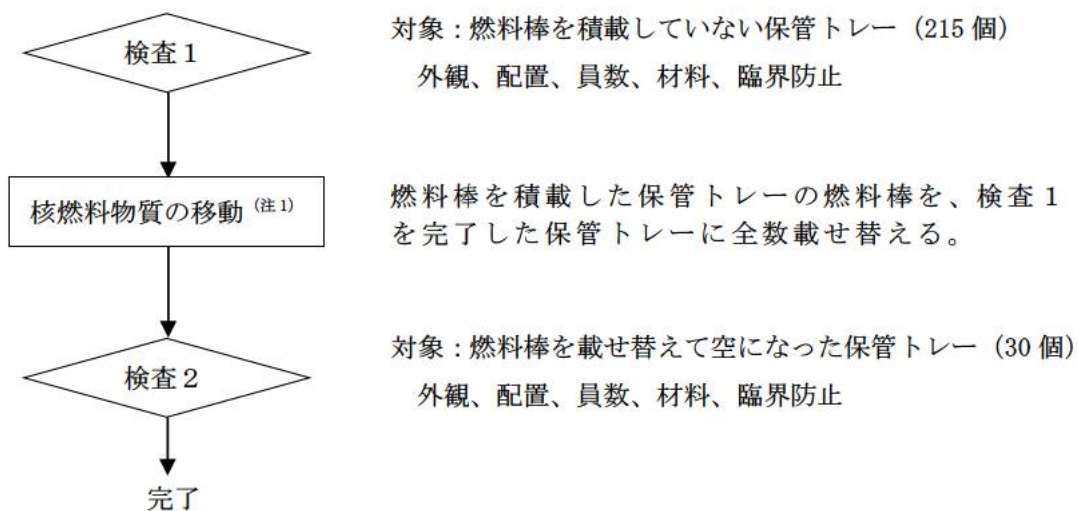 検査1
対象：燃料棒を積載していない保管トレー（215 個）
外観、配置、員数、材料、臨界防止
核燃料物質の移動（注1）
燃料棒を積載した保管トレーの燃料棒を、検査1
を完了した保管トレーに全数載せ替える。
検査2
対象：燃料棒を載せ替えて空になった保管トレー（30 個）
外観、配置、員数、材料、臨界防止
完了